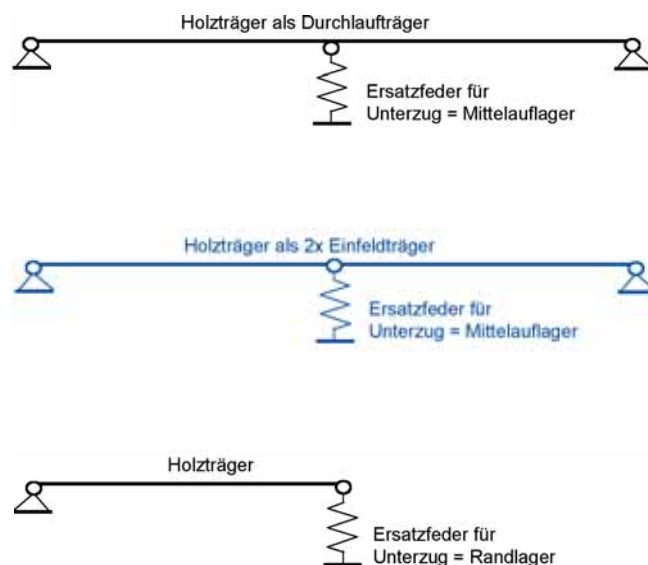 Holzträger als Durchlaufträger
Ersatzfeder für
Unterzug = Mittelauflager
Holzträger als 2x Einfeldträger
Ersatzfeder für
Unterzug = Mittelauflager
Holzträger
Ersatzfeder für
Unterzug = Randlager